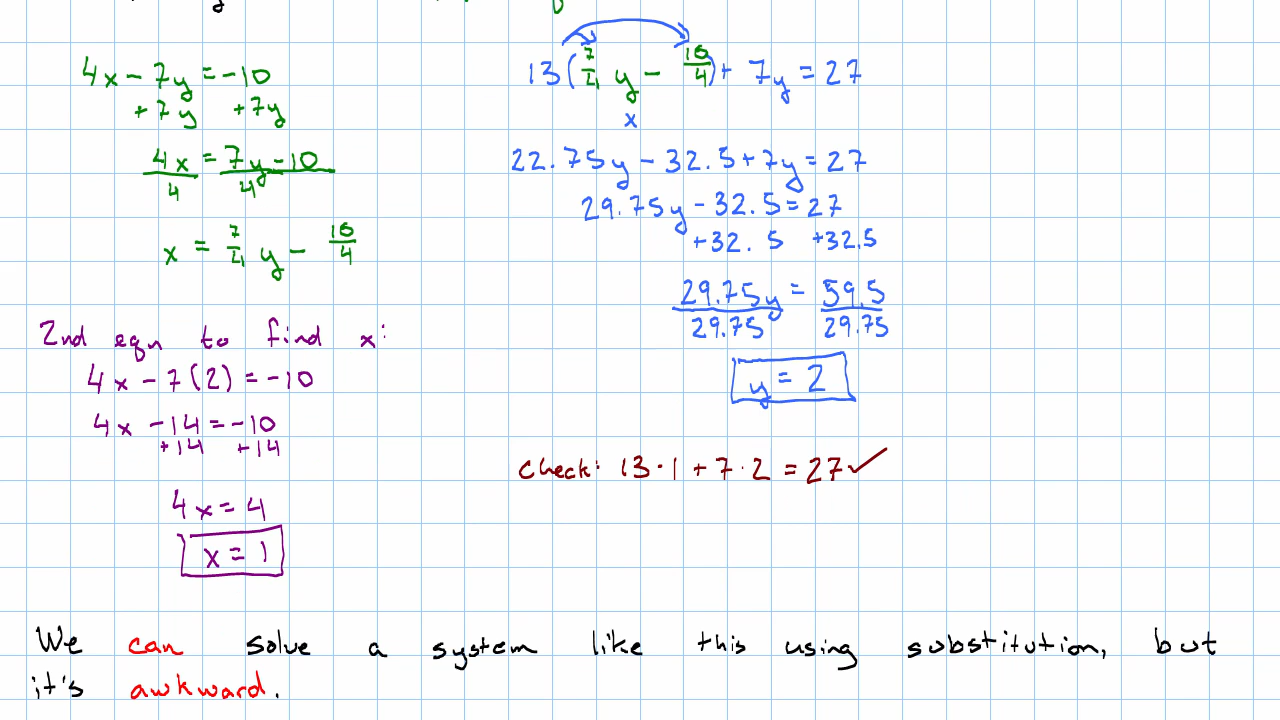 4x - 7y = -10
+7y +7y
4x = 7y - 10
4 4
x = 7/4 y - 10/4
2nd eqn to find x:
4x - 7(2) = -10
4x - 14 = -10
+14 +14
4x = 4
x = 1
13(7/4 y - 10/4) + 7y = 27
x
22.75y - 32.5 + 7y = 27
29.75y - 32.5 = 27
+32.5 +32.5
29.75y = 59.5
29.75 29.75
y = 2
Check: 13·1 + 7·2 = 27 ✓
We can solve a system like this using substitution, but
it's awkward.